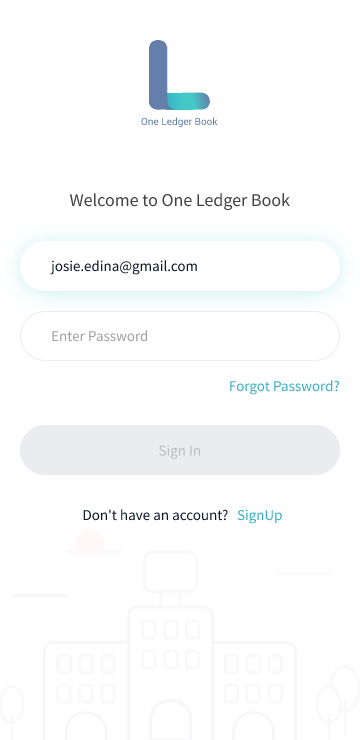 One Ledger Book
Welcome to One Ledger Book
josie.edina@gmail.com
Enter Password
Forgot Password?
Sign In
Don't have an account? SignUp